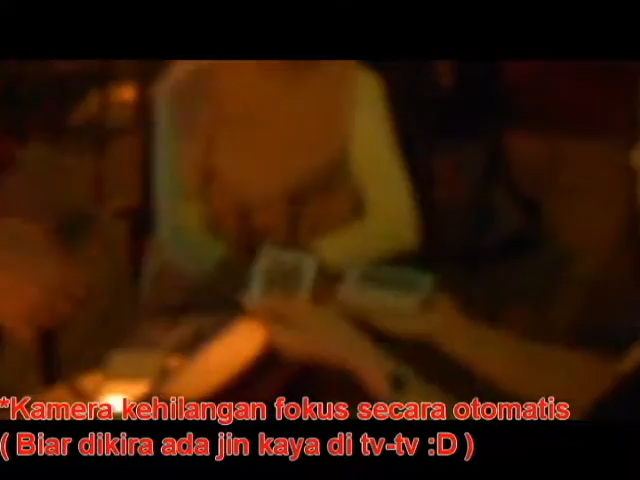 *Kamera kehilangan fokus secara otomatis
( Biar dikira ada jin kaya di tv-tv :D )